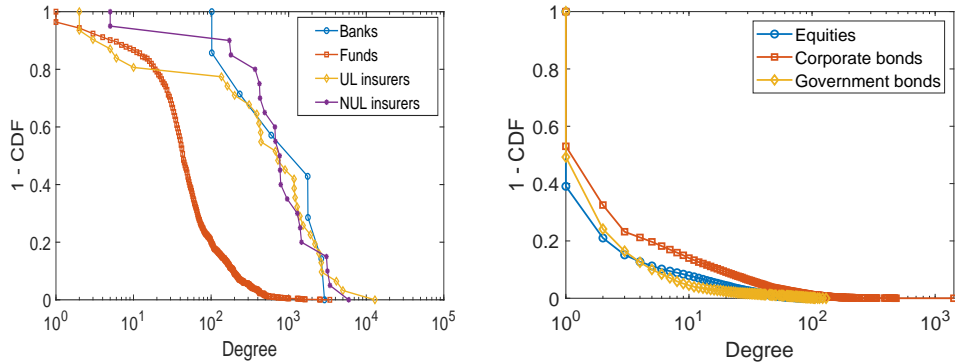 1
0.8
0.6
0.4
0.2
0
1 - CDF
10^0
10^1
10^2
10^3
10^4
10^5
Degree
Banks
Funds
UL insurers
NUL insurers
1
0.8
0.6
0.4
0.2
0
1 - CDF
10^0
10^1
10^2
10^3
Degree
Equities
Corporate bonds
Government bonds